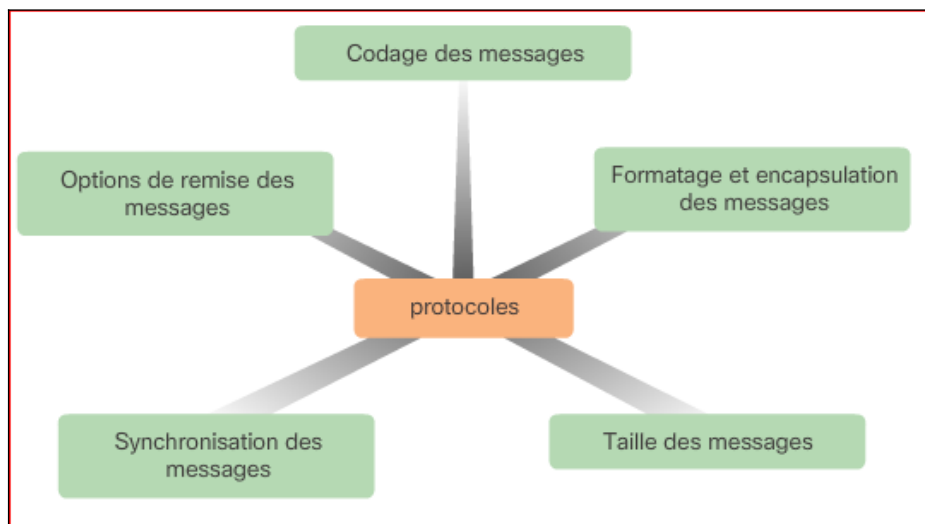 Codage des messages
Options de remise des
messages
Formatage et encapsulation
des messages
protocoles
Synchronisation des
messages
Taille des messages